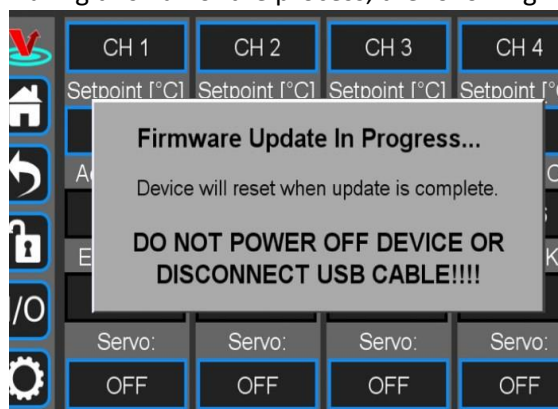 CH 1 CH 2 CH 3 CH 4
Setpoint [°C] Setpoint [°C] Setpoint [°C] Setpoint [°
Firmware Update In Progress...
Device will reset when update is complete.
DO NOT POWER OFF DEVICE OR
DISCONNECT USB CABLE!!!!
I/O
Servo: Servo: Servo: Servo:
OFF OFF OFF OFF